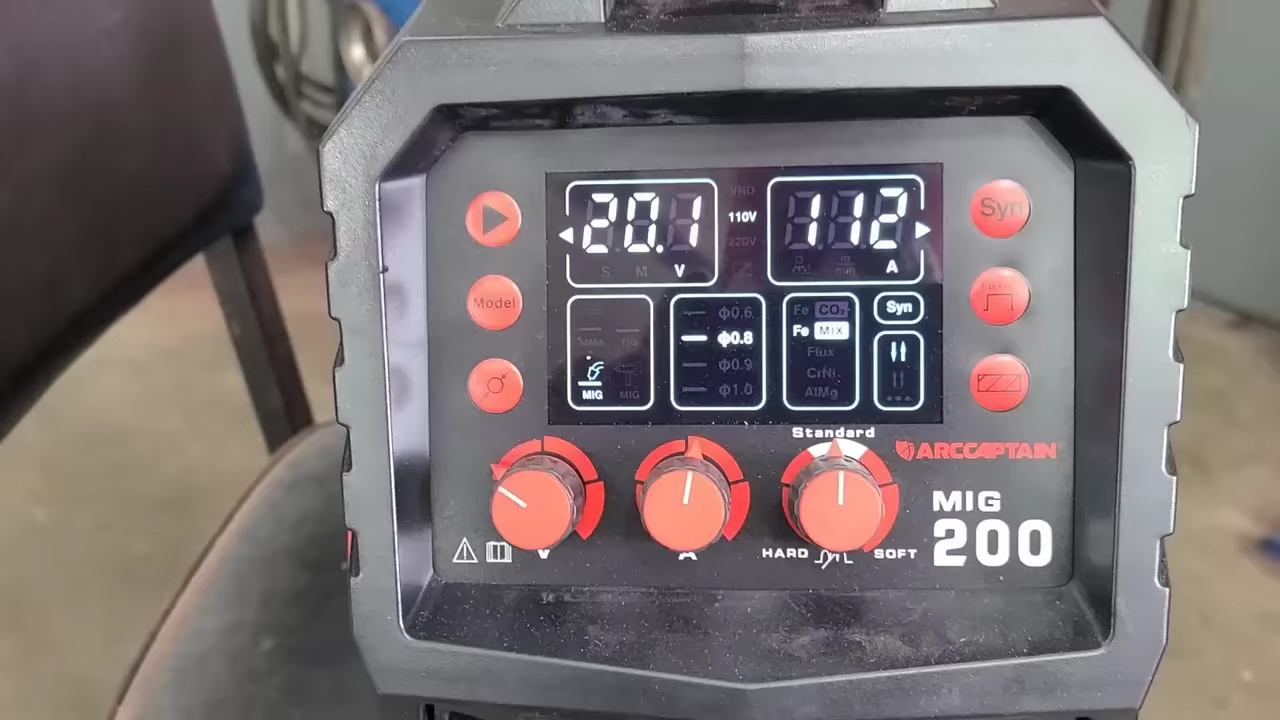 20.1
S M V
VRD
110V
220V
112
A
Syn
Model
MMA
MIG
MIG
Φ0.6
Φ0.8
Φ0.9
Φ1.0
Fe CO₂
Fe MIX
Flux
CrNi
AlMg
Syn
Standard
ARCCAPTAIN
MIG
200
V
A
HARD
SOFT